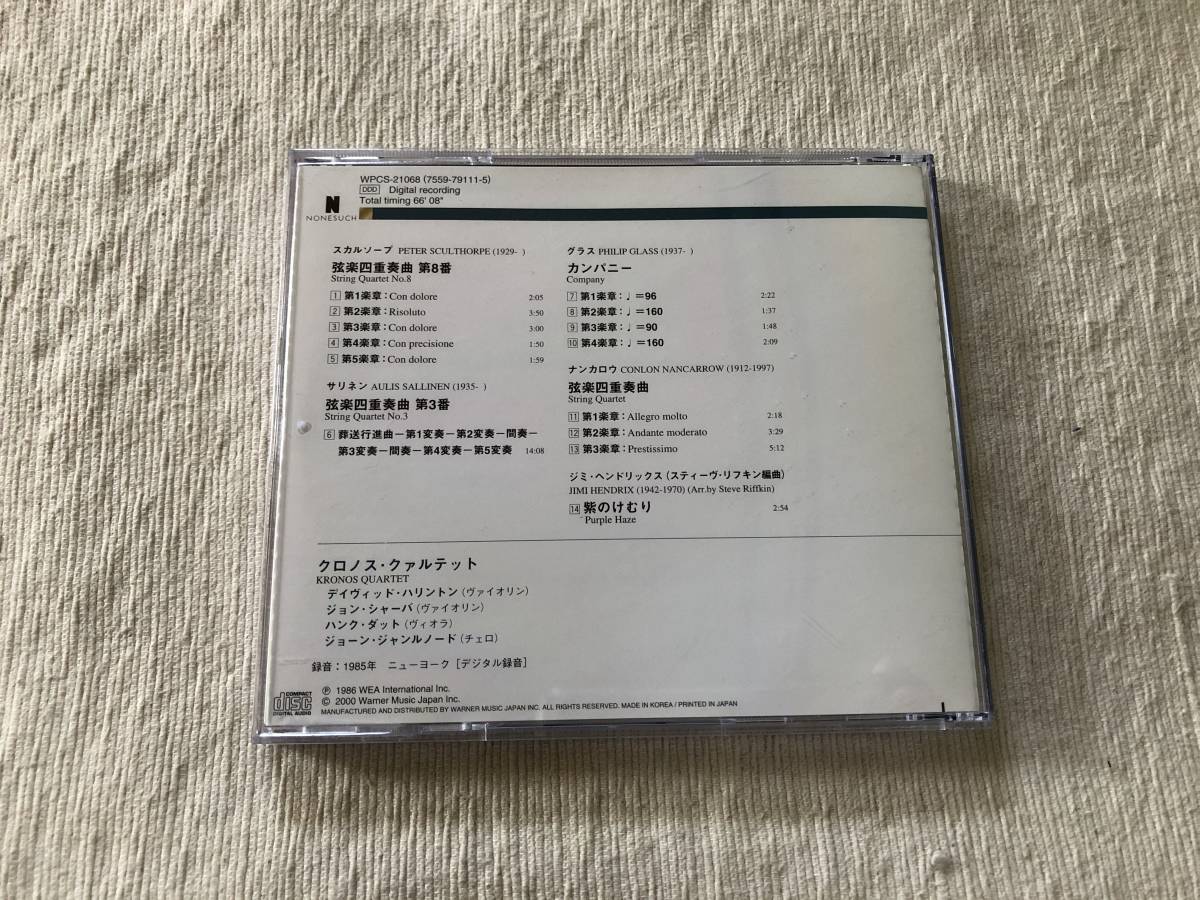 WPCS-21068 (7559-79111-5)
DDD Digital recording
Total timing 66' 08"
N
NONESUCH
スカルソープ PETER SCULTHORPE (1929- )
弦楽四重奏曲 第8番
String Quartet No.8
1 第1楽章：Con dolore 2:05
2 第2楽章：Risoluto 3:50
3 第3楽章：Con dolore 3:00
4 第4楽章：Con precisione 1:50
5 第5楽章：Con dolore 1:59
サリネン AULIS SALLINEN (1935- )
弦楽四重奏曲 第3番
String Quartet No.3
6 葬送行進曲－第1変奏－第2変奏－間奏－
第3変奏－間奏－第4変奏－第5変奏 14:08
グラス PHILIP GLASS (1937- )
カンパニー
Company
7 第1楽章：♩＝96 2:22
8 第2楽章：♩＝160 1:37
9 第3楽章：♩＝90 1:48
10 第4楽章：♩＝160 2:09
ナンカロウ CONLON NANCARROW (1912-1997)
弦楽四重奏曲
String Quartet
11 第1楽章：Allegro molto 2:18
12 第2楽章：Andante moderato 3:29
13 第3楽章：Prestissimo 5:12
ジミ・ヘンドリックス（スティーヴ・リフキン編曲）
JIMI HENDRIX (1942-1970) (Arr.by Steve Riffkin)
14 紫のけむり 2:54
Purple Haze
クロノス・クァルテット
KRONOS QUARTET
デイヴィッド・ハリントン（ヴァイオリン）
ジョン・シャーバ（ヴァイオリン）
ハンク・ダット（ヴィオラ）
ジョーン・ジャンルノード（チェロ）
録音：1985年 ニューヨーク［デジタル録音］
COMPACT disc DIGITAL AUDIO
℗ 1986 WEA International Inc.
© 2000 Warner Music Japan Inc.
MANUFACTURED AND DISTRIBUTED BY WARNER MUSIC JAPAN INC. ALL RIGHTS RESERVED. MADE IN KOREA / PRINTED IN JAPAN